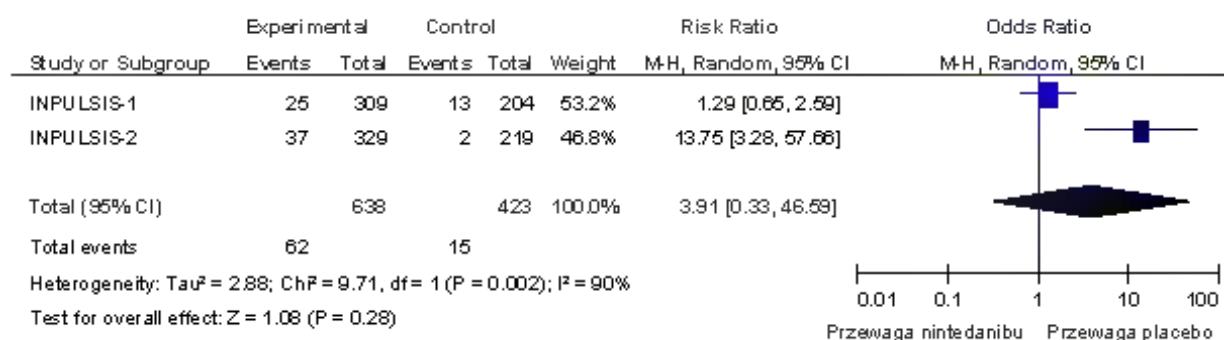 Experimental Control Risk Ratio Odds Ratio
Study or Subgroup Events Total Events Total Weight M-H, Random, 95% CI M-H, Random, 95% CI
INPULSIS-1 25 309 13 204 53.2% 1.29 [0.65, 2.59]
INPULSIS-2 37 329 2 219 46.8% 13.75 [3.28, 57.66]
Total (95% CI) 638 423 100.0% 3.91 [0.33, 46.59]
Total events 62 15
Heterogeneity: Tau² = 2.88; Chi² = 9.71, df = 1 (P = 0.002); I² = 90%
Test for overall effect: Z = 1.08 (P = 0.28)
0.01 0.1 1 10 100
Przewaga nintedanibu Przewaga placebo